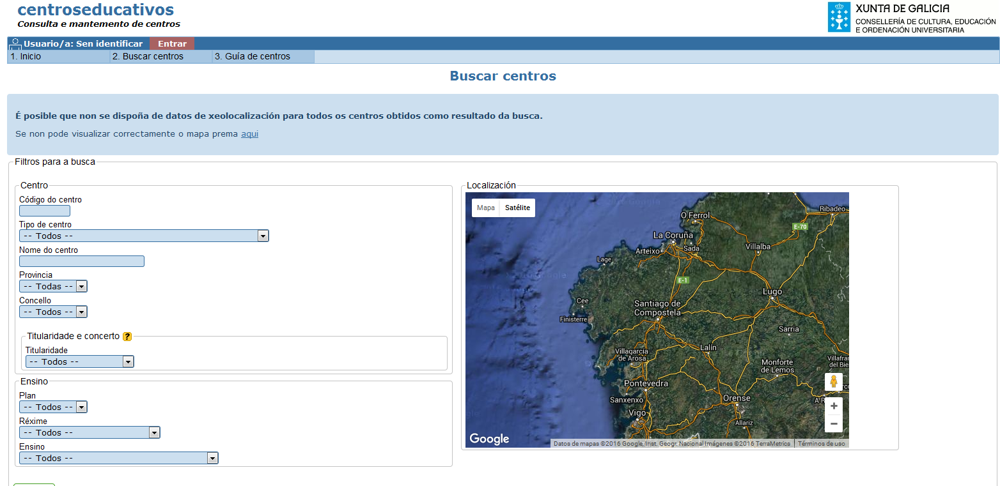 centroseducativos
Consulta e mantemento de centros
XUNTA DE GALICIA
CONSELLERÍA DE CULTURA, EDUCACIÓN
E ORDENACIÓN UNIVERSITARIA
Usuario/a: Sen identificar Entrar
1. Inicio 2. Buscar centros 3. Guía de centros
Buscar centros
É posible que non se dispoña de datos de xeolocalización para todos os centros obtidos como resultado da busca.
Se non pode visualizar correctamente o mapa prema aqui
Filtros para a busca
Centro
Código do centro
Tipo de centro
-- Todos --
Nome do centro
Provincia
-- Todas --
Concello
-- Todos --
Titularidade e concerto ?
Titularidade
-- Todos --
Ensino
Plan
-- Todos --
Réxime
-- Todos --
Ensino
-- Todos --
Localización
Mapa Satélite
Ribadeo
O Ferrol
E-70
La Coruña
Villalba
Arteixo
Sada
Lage
E-1
Lugo
Cee
Santiago de
Compostela
Finisterre
Sarria
Lalín
Villagarcía
de Arosa
Monforte
de Lemos
Pontevedra
Sanxenxo
Orense
Vigo
Allariz
Google
Datos de mapas ©2016 Google, Inst. Geogr. Nacional Imágenes ©2016 TerraMetrics Términos de uso